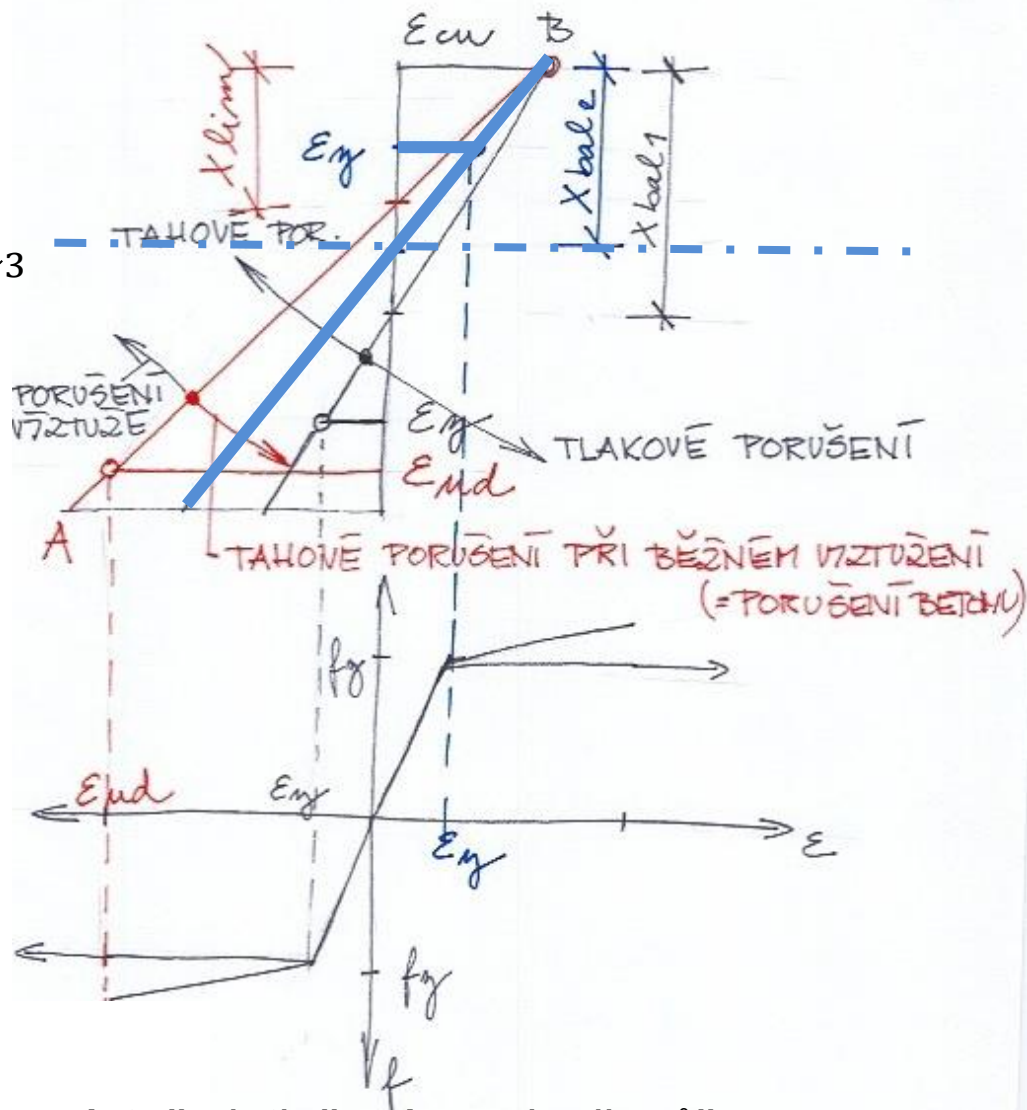 εcu B
Xlim
εy
Xbal2
Xbal1
TAHOVÉ POR.
3
PORUŠENÍ
VÝZTUŽE
εy
TLAKOVÉ PORUŠENÍ
εud
A
TAHOVÉ PORUŠENÍ PŘI BĚŽNÉM VYZTUŽENÍ
(=PORUŠENÍ BETONU)
fy
εud
εy
εy
ε
fy
f